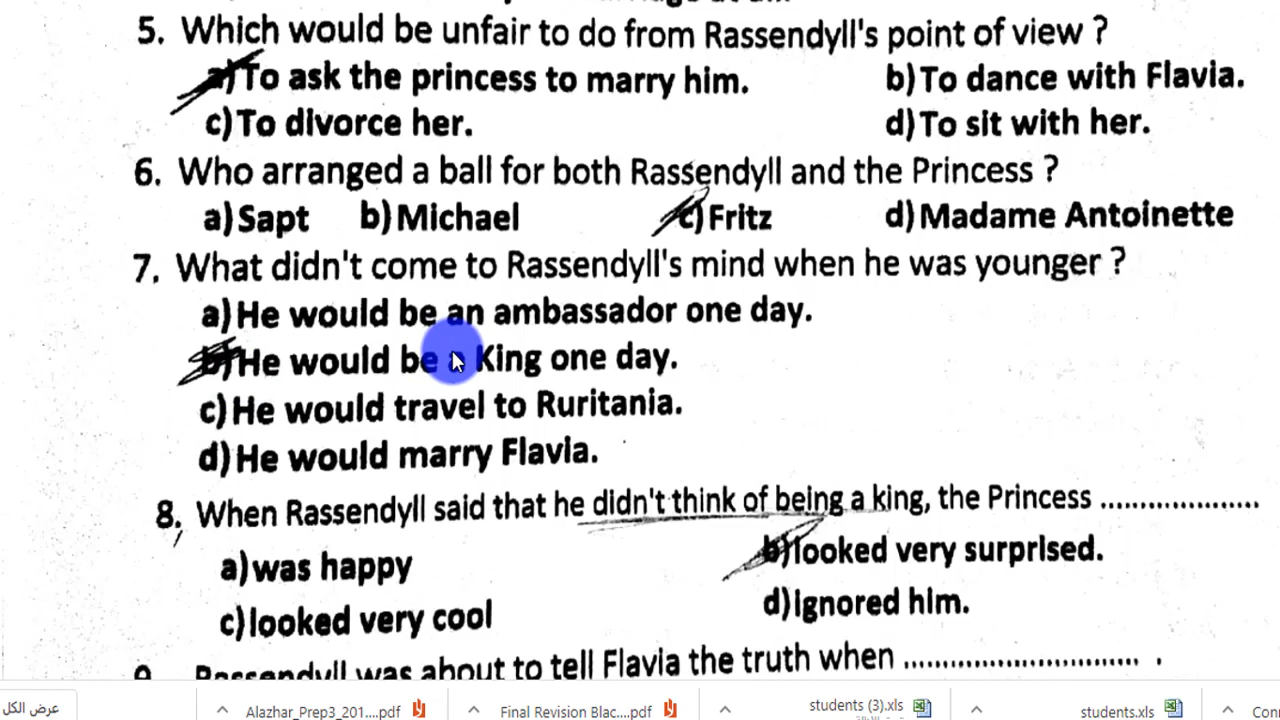 5. Which would be unfair to do from Rassendyll's point of view ?
a) To ask the princess to marry him. b) To dance with Flavia.
c) To divorce her. d) To sit with her.
6. Who arranged a ball for both Rassendyll and the Princess ?
a) Sapt b) Michael c) Fritz d) Madame Antoinette
7. What didn't come to Rassendyll's mind when he was younger ?
a) He would be an ambassador one day.
b) He would be a King one day.
c) He would travel to Ruritania.
d) He would marry Flavia.
8. When Rassendyll said that he didn't think of being a king, the Princess ....................
a) was happy b) looked very surprised.
c) looked very cool d) ignored him.
9. Rassendyll was about to tell Flavia the truth when .............................. .
عرض الكل Alazhar_Prep3_201....pdf Final Revision Blac....pdf students (3).xls students.xls Con